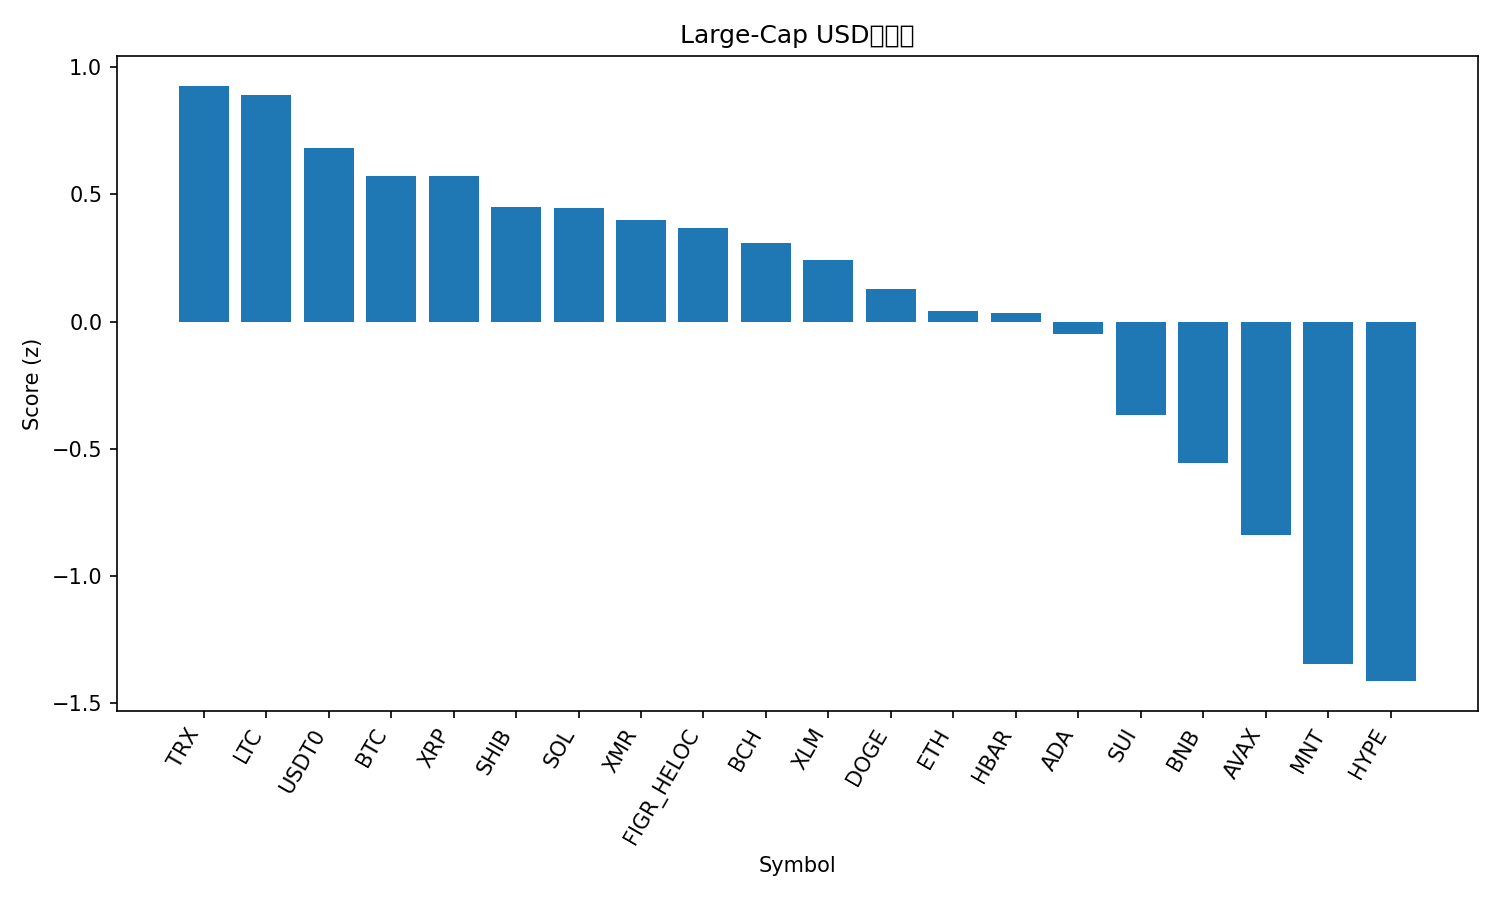 Large-Cap USD
1.0
0.5
0.0
−0.5
−1.0
−1.5
Score (z)
TRX
LTC
USDT0
BTC
XRP
SHIB
SOL
XMR
FIGR_HELOC
BCH
XLM
DOGE
ETH
HBAR
ADA
SUI
BNB
AVAX
MNT
HYPE
Symbol